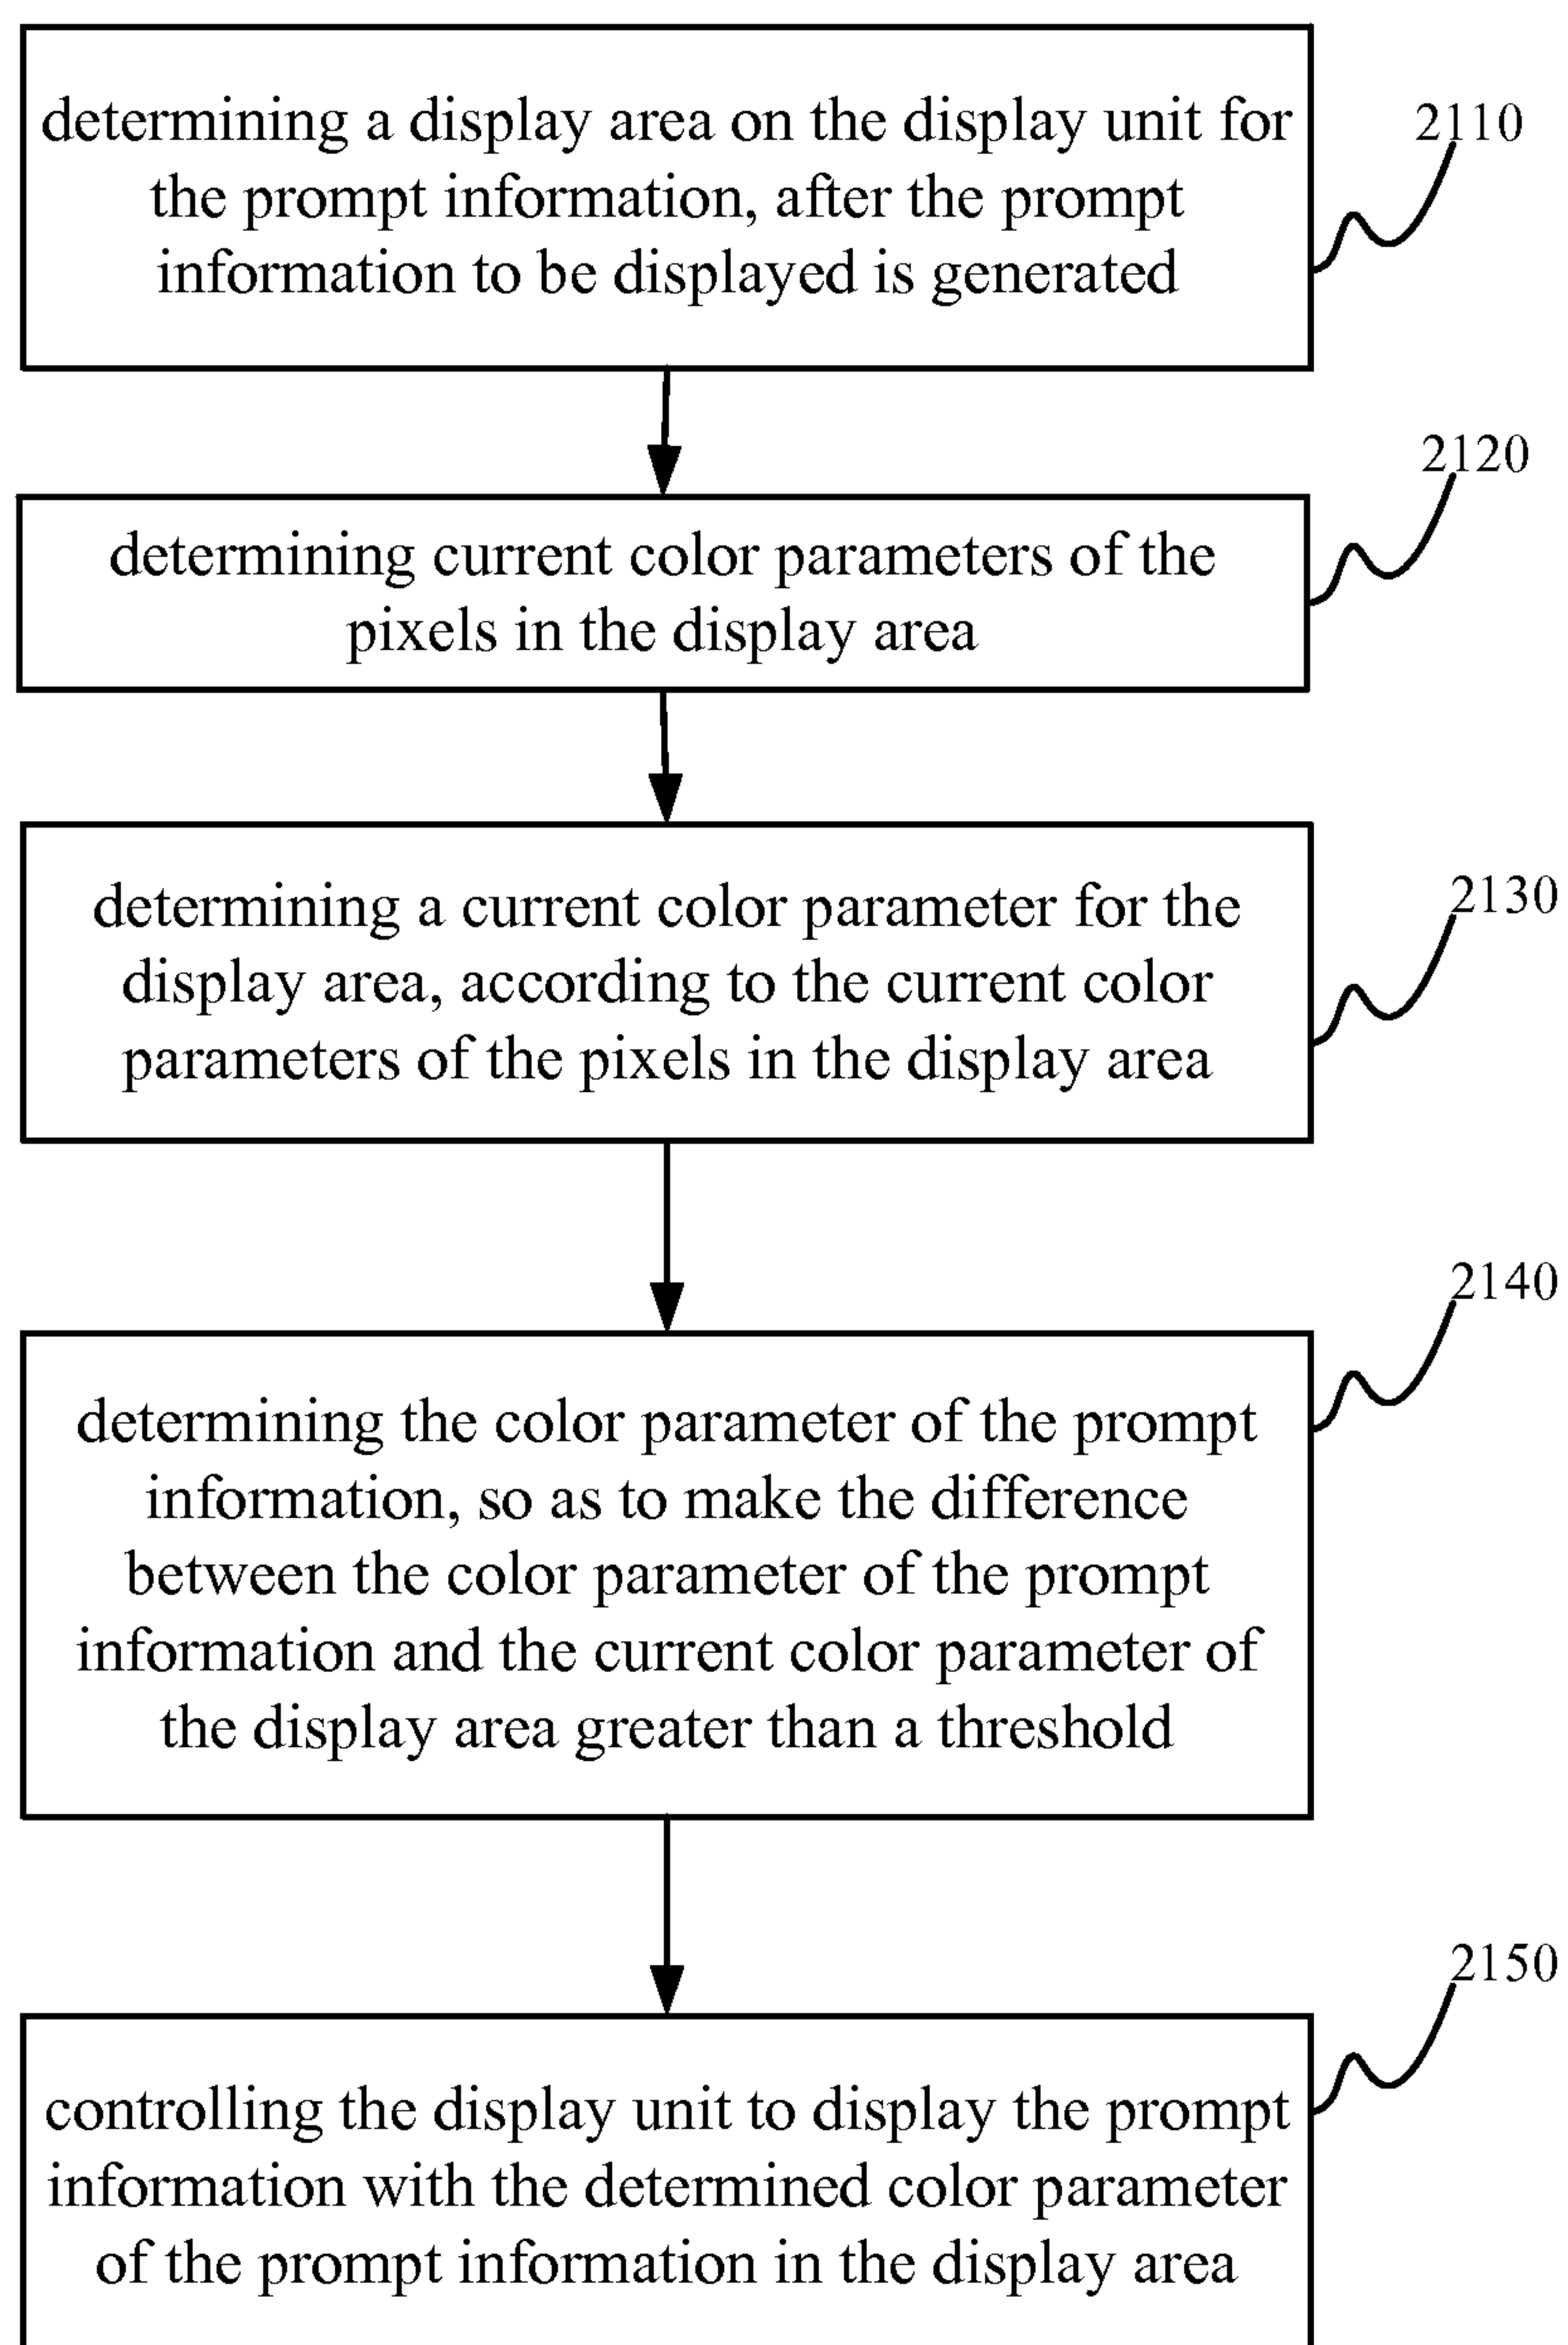 determining a display area on the display unit for
the prompt information, after the prompt
information to be displayed is generated
2110
determining current color parameters of the
pixels in the display area
2120
determining a current color parameter for the
display area, according to the current color
parameters of the pixels in the display area
2130
determining the color parameter of the prompt
information, so as to make the difference
between the color parameter of the prompt
information and the current color parameter of
the display area greater than a threshold
2140
controlling the display unit to display the prompt
information with the determined color parameter
of the prompt information in the display area
2150